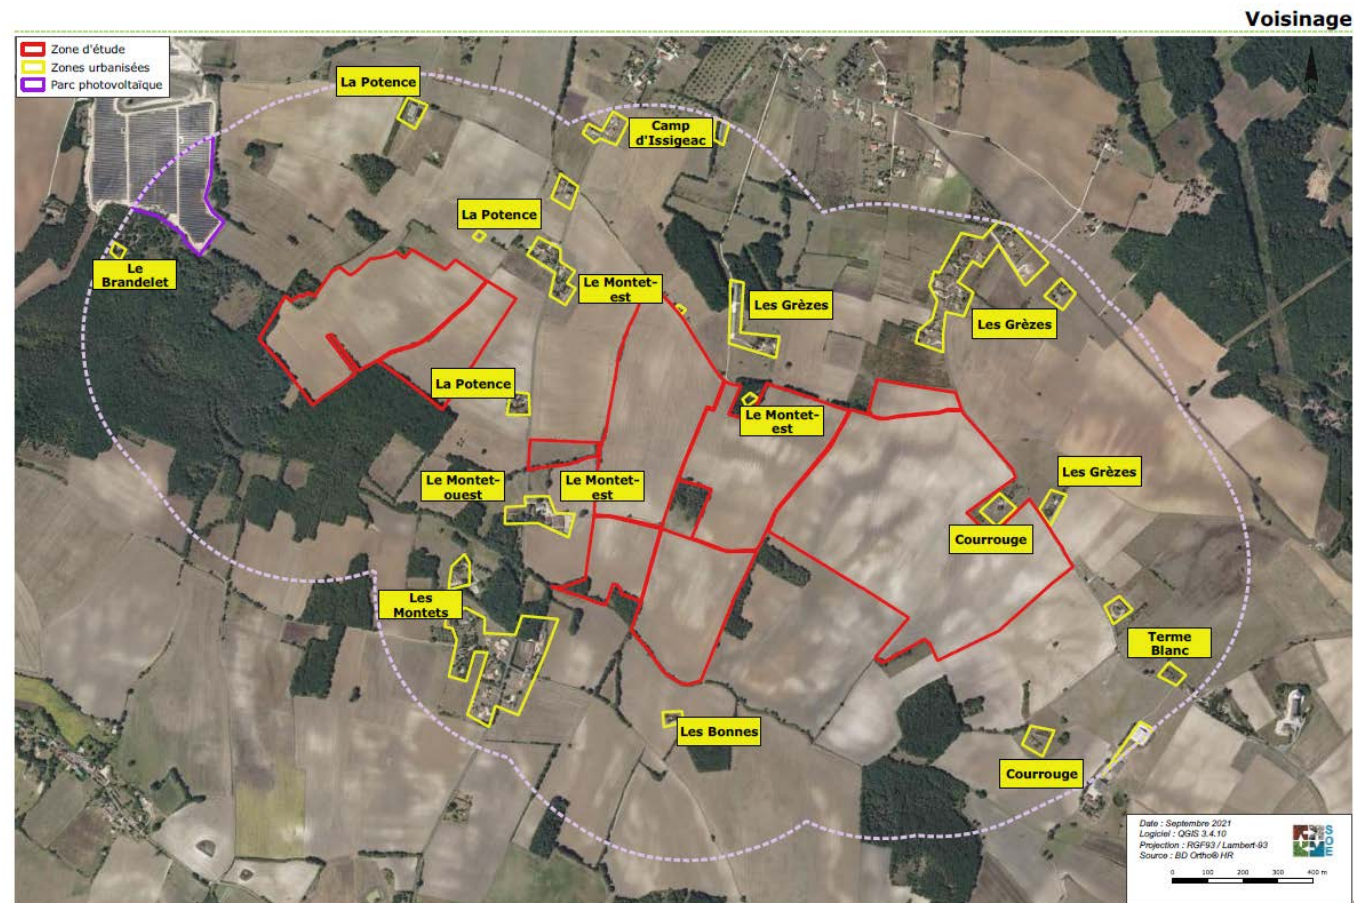 Voisinage
Zone d'étude
Zones urbanisées
Parc photovoltaïque
N
La Potence
Camp
d'Issigeac
La Potence
Le
Brandelet
Le Montet-
est
Les Grèzes
Les Grèzes
La Potence
Le Montet-
est
Le Montet-
ouest
Le Montet-
est
Les Grèzes
Courrouge
Les
Montets
Terme
Blanc
Les Bonnes
Courrouge
Date : Septembre 2021
Logiciel : QGIS 3.4.10
Projection : RGF93 / Lambert-93
Source : BD Ortho® HR
SOE
0 100 200 300 400 m